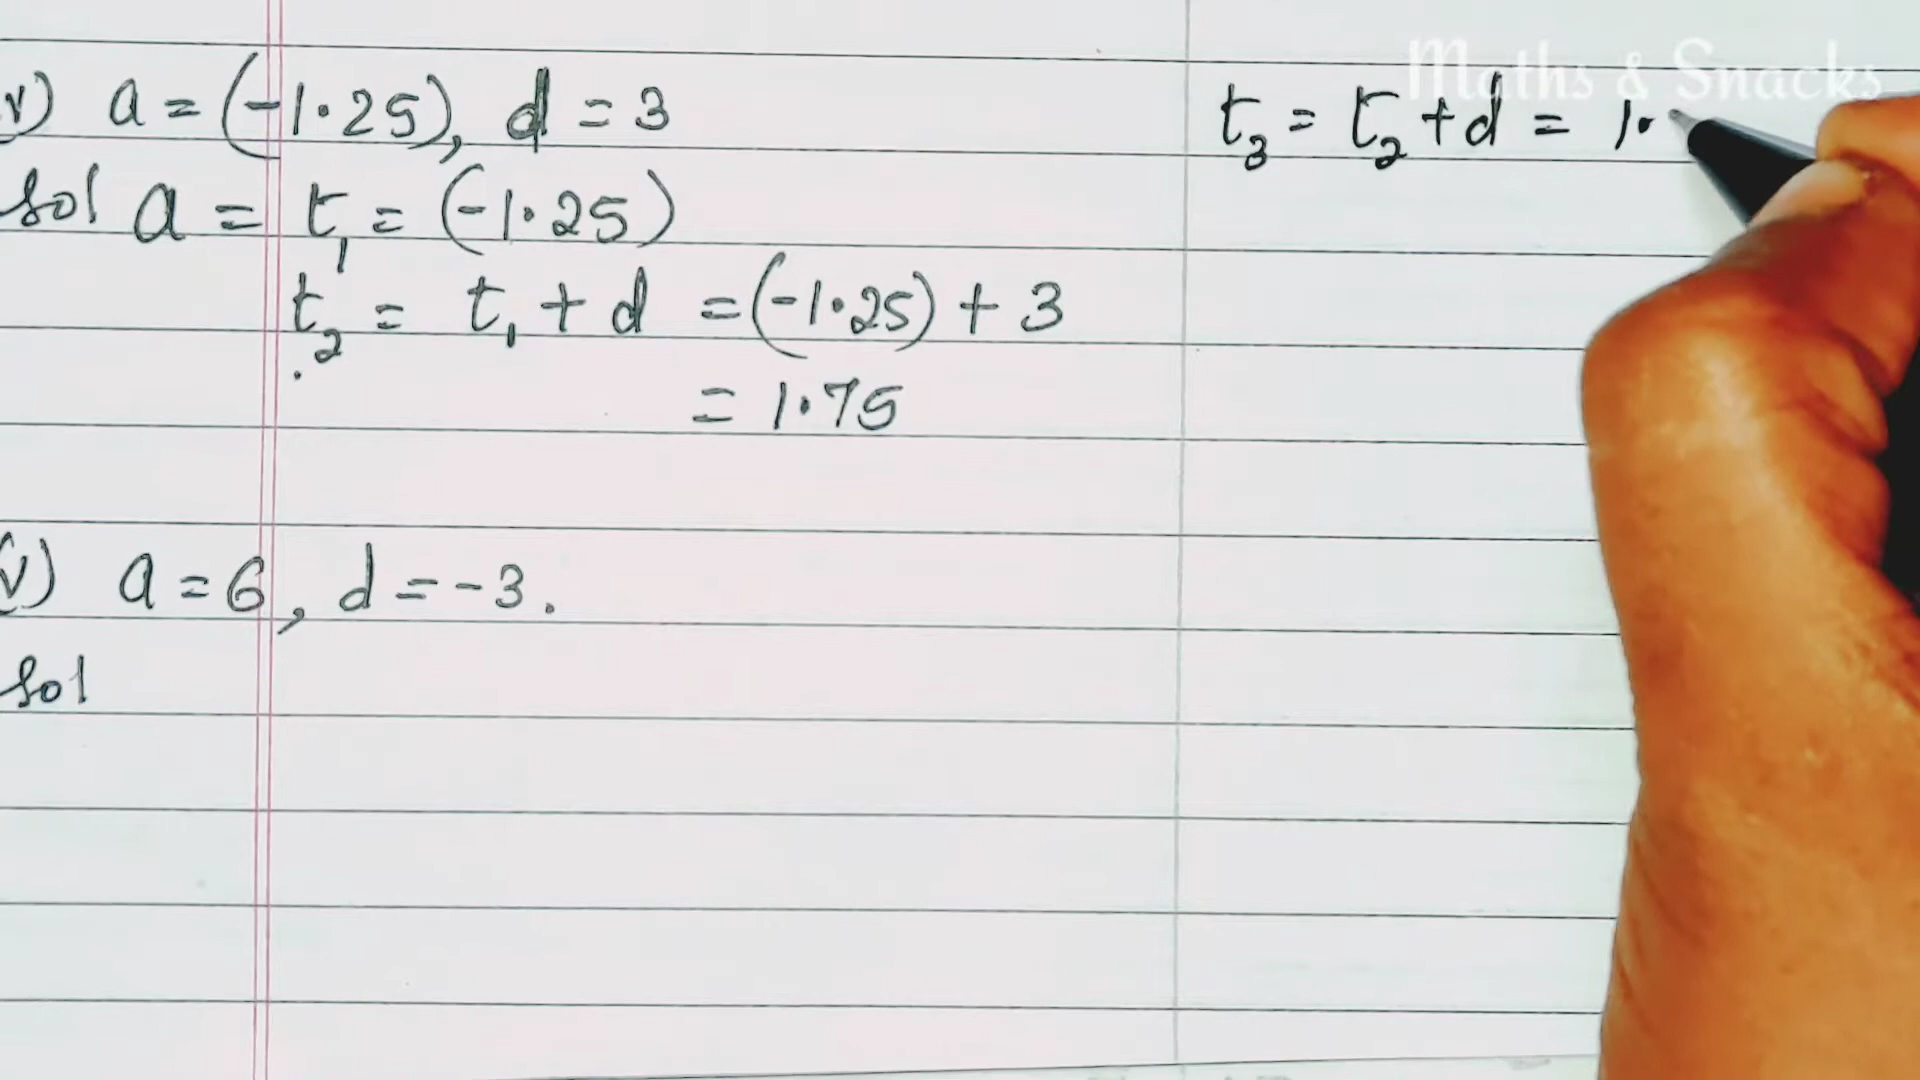 v) a = (-1.25), d = 3
sol a = t₁ = (-1.25)
t₂ = t₁ + d = (-1.25) + 3
= 1.75
(v) a = 6, d = -3.
sol
Maths & Snacks
t₃ = t₂ + d = 1.